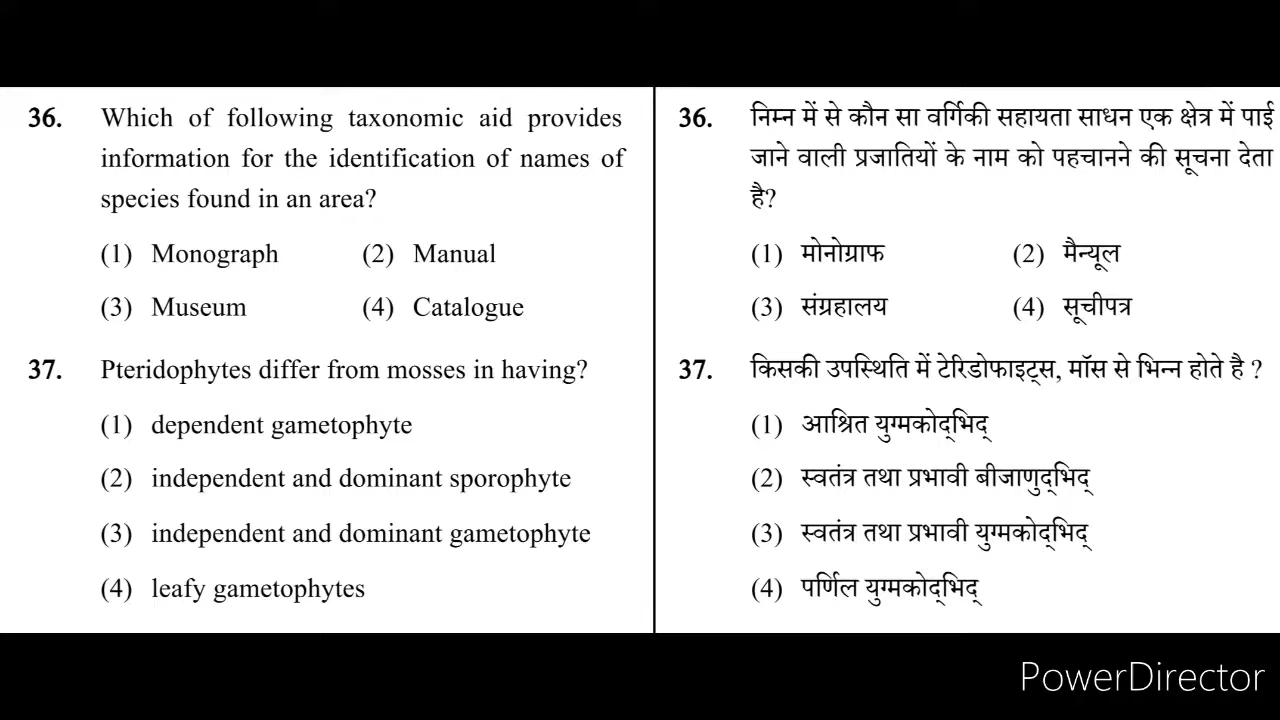 36. Which of following taxonomic aid provides
information for the identification of names of
species found in an area?
(1) Monograph (2) Manual
(3) Museum (4) Catalogue
37. Pteridophytes differ from mosses in having?
(1) dependent gametophyte
(2) independent and dominant sporophyte
(3) independent and dominant gametophyte
(4) leafy gametophytes
36. निम्न में से कौन सा वर्गिकी सहायता साधन एक क्षेत्र में पाई
जाने वाली प्रजातियों के नाम को पहचानने की सूचना देता
है?
(1) मोनोग्राफ (2) मैन्यूल
(3) संग्रहालय (4) सूचीपत्र
37. किसकी उपस्थिति में टेरिडोफाइट्स, मॉस से भिन्न होते है ?
(1) आश्रित युग्मकोद्‌भिद्
(2) स्वतंत्र तथा प्रभावी बीजाणुद्‌भिद्
(3) स्वतंत्र तथा प्रभावी युग्मकोद्‌भिद्
(4) पर्णिल युग्मकोद्‌भिद्
PowerDirector